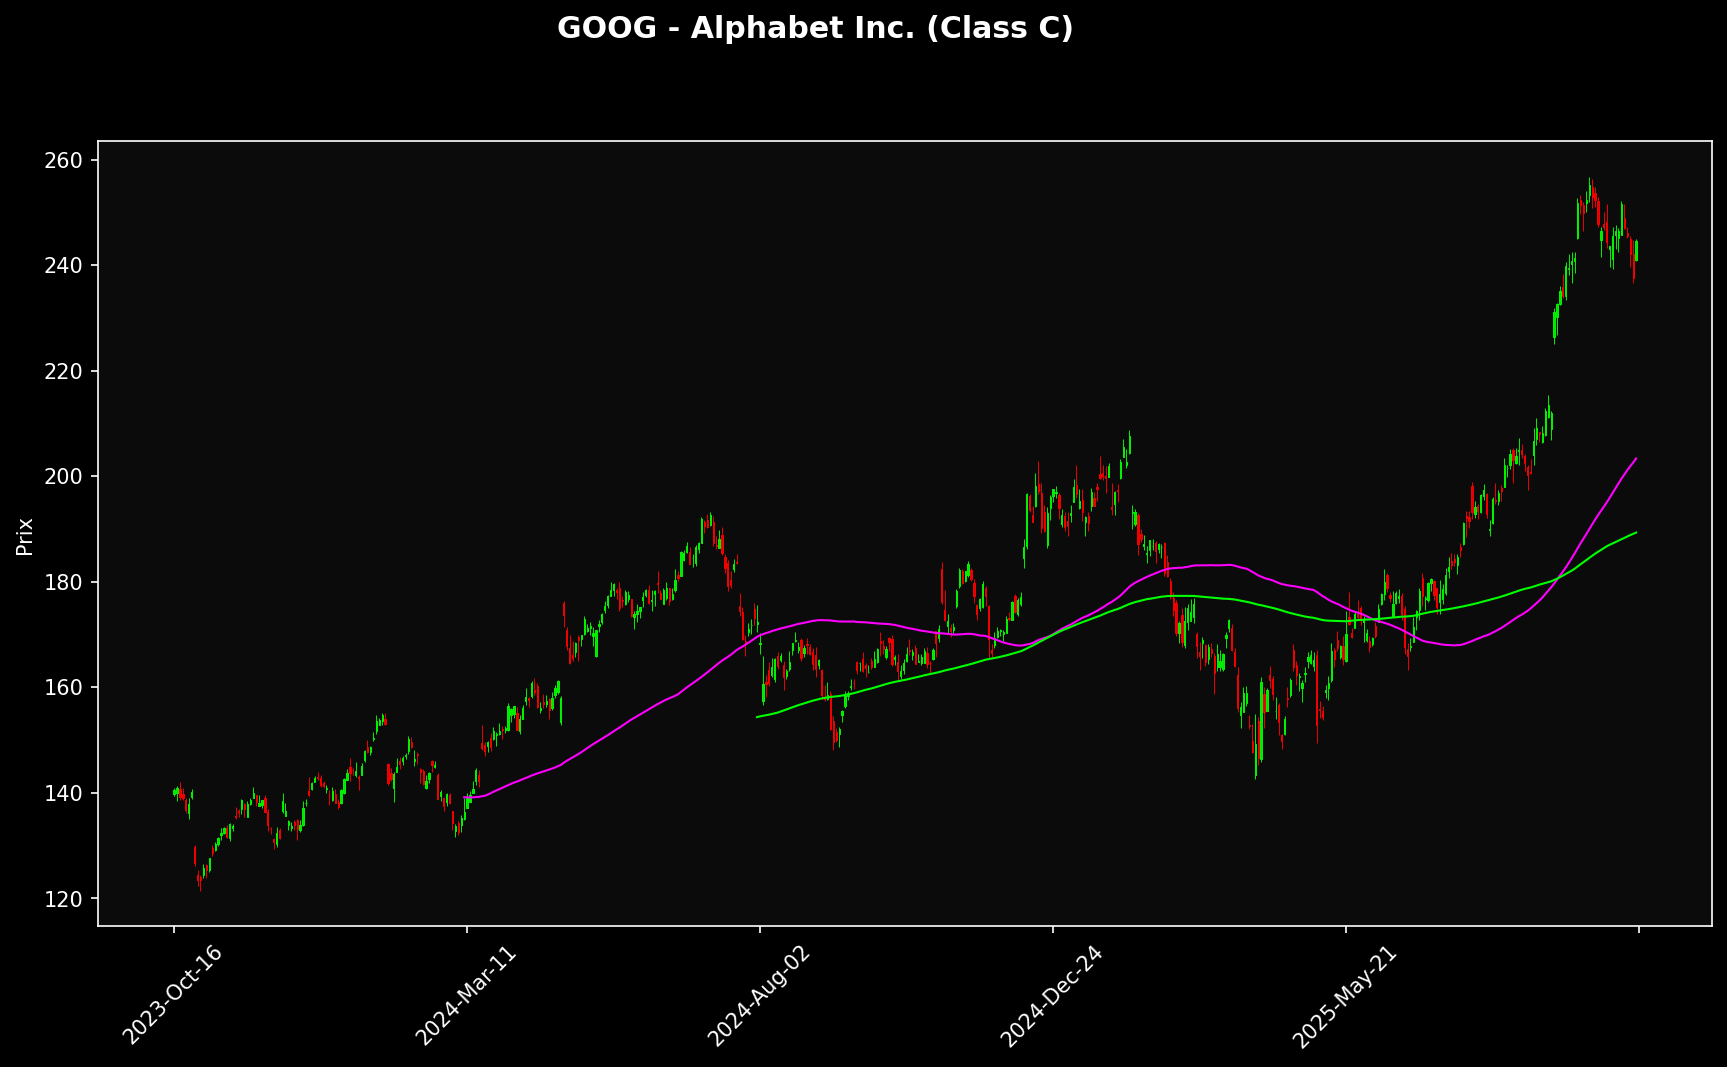 GOOG - Alphabet Inc. (Class C)
260
240
220
200
180
160
140
120
Prix
2023-Oct-16
2024-Mar-11
2024-Aug-02
2024-Dec-24
2025-May-21